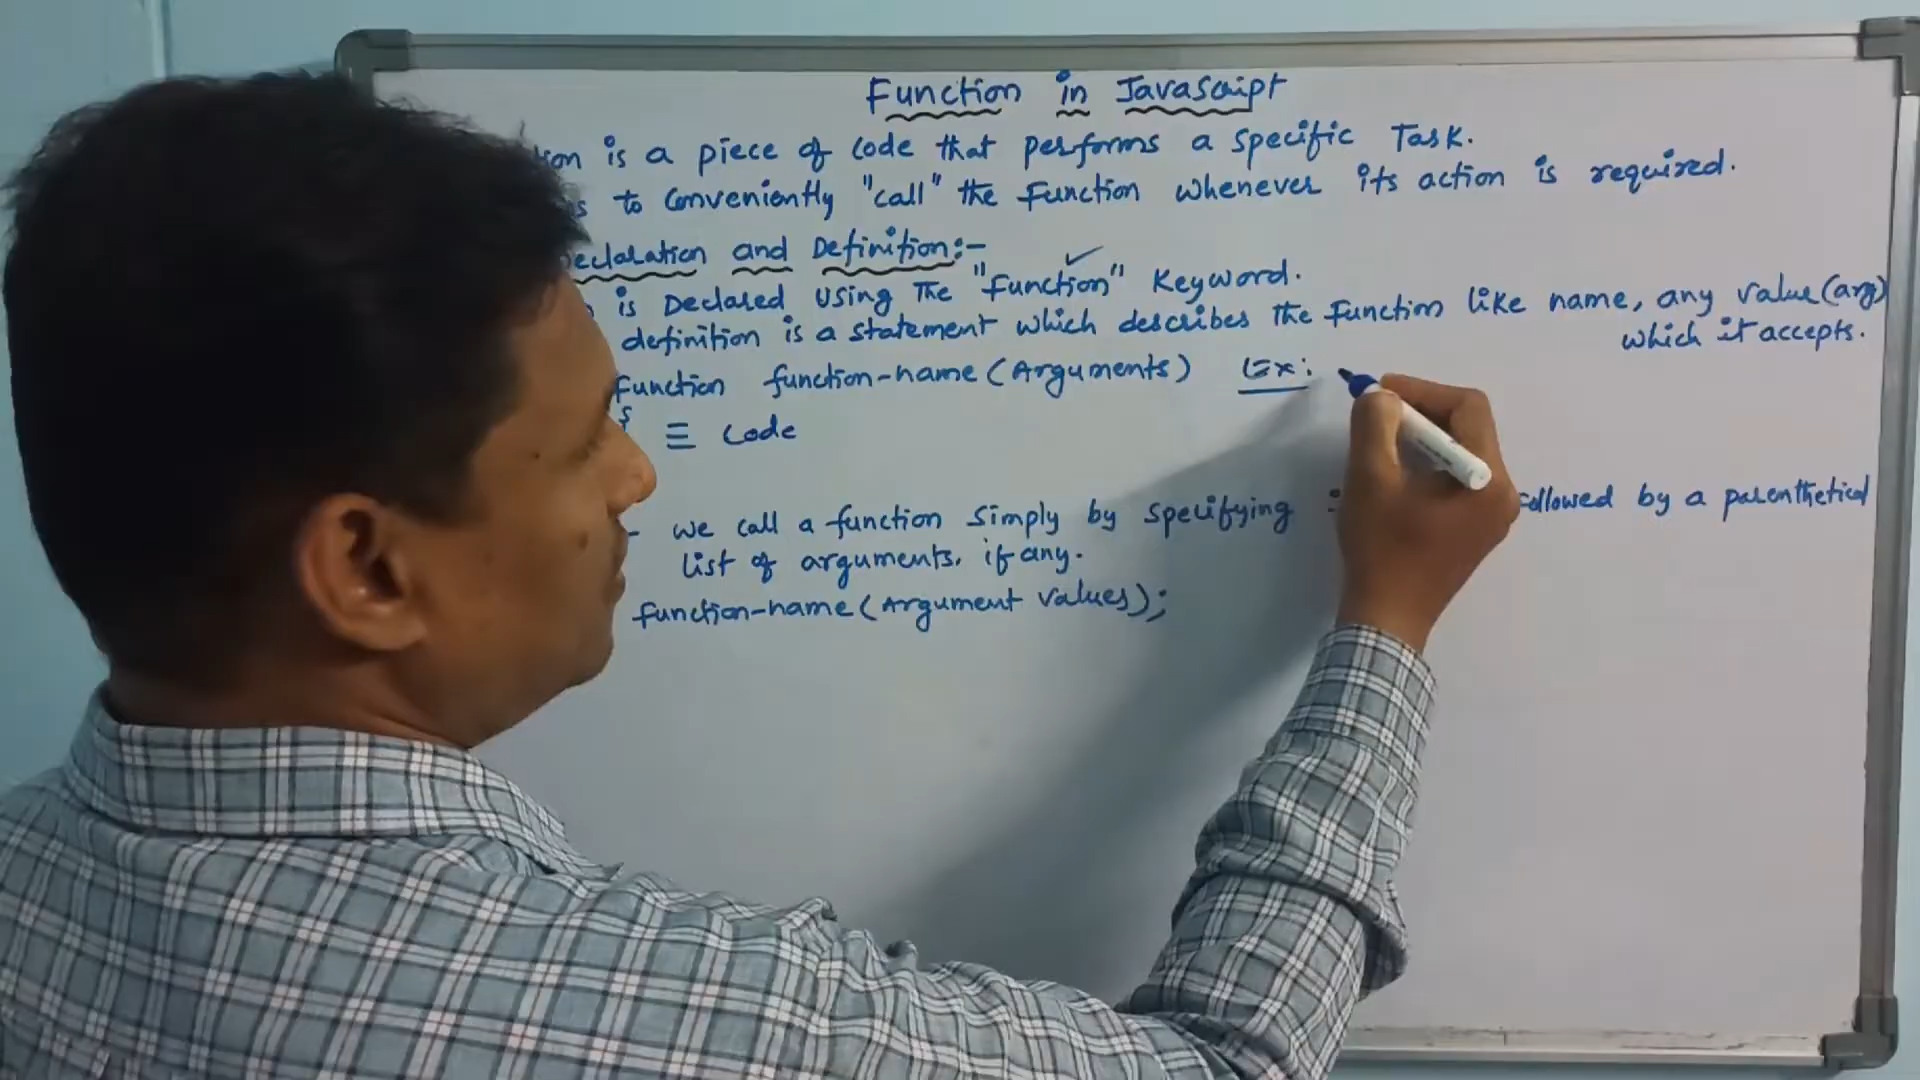 Function in JavaScript
is a piece of code that performs a specific Task.
to conveniently "call" the function whenever its action is required.
Declaration and Definition:-
is Declared using The "function" Keyword.
definition is a statement which describes the function like name, any value(arg)
which it accepts.
function function-name(Arguments) Ex:
{ ≡ code
- we call a function simply by specifying followed by a parenthetical
list of arguments, if any.
function-name(Argument values);